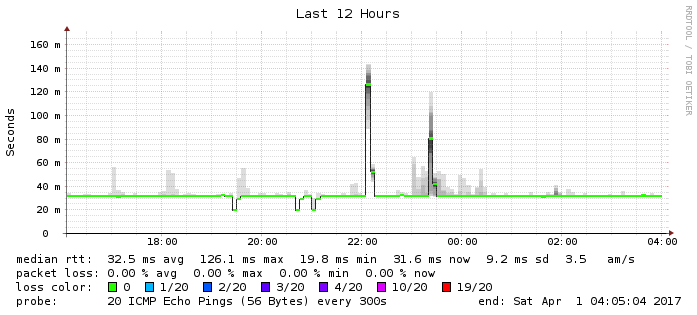 Last 12 Hours
RRDTOOL / TOBI OETIKER
Seconds
160 m
140 m
120 m
100 m
80 m
60 m
40 m
20 m
0
18:00 20:00 22:00 00:00 02:00 04:00
median rtt: 32.5 ms avg 126.1 ms max 19.8 ms min 31.6 ms now 9.2 ms sd 3.5 am/s
packet loss: 0.00 % avg 0.00 % max 0.00 % min 0.00 % now
loss color: 0 1/20 2/20 3/20 4/20 10/20 19/20
probe: 20 ICMP Echo Pings (56 Bytes) every 300s end: Sat Apr 1 04:05:04 2017